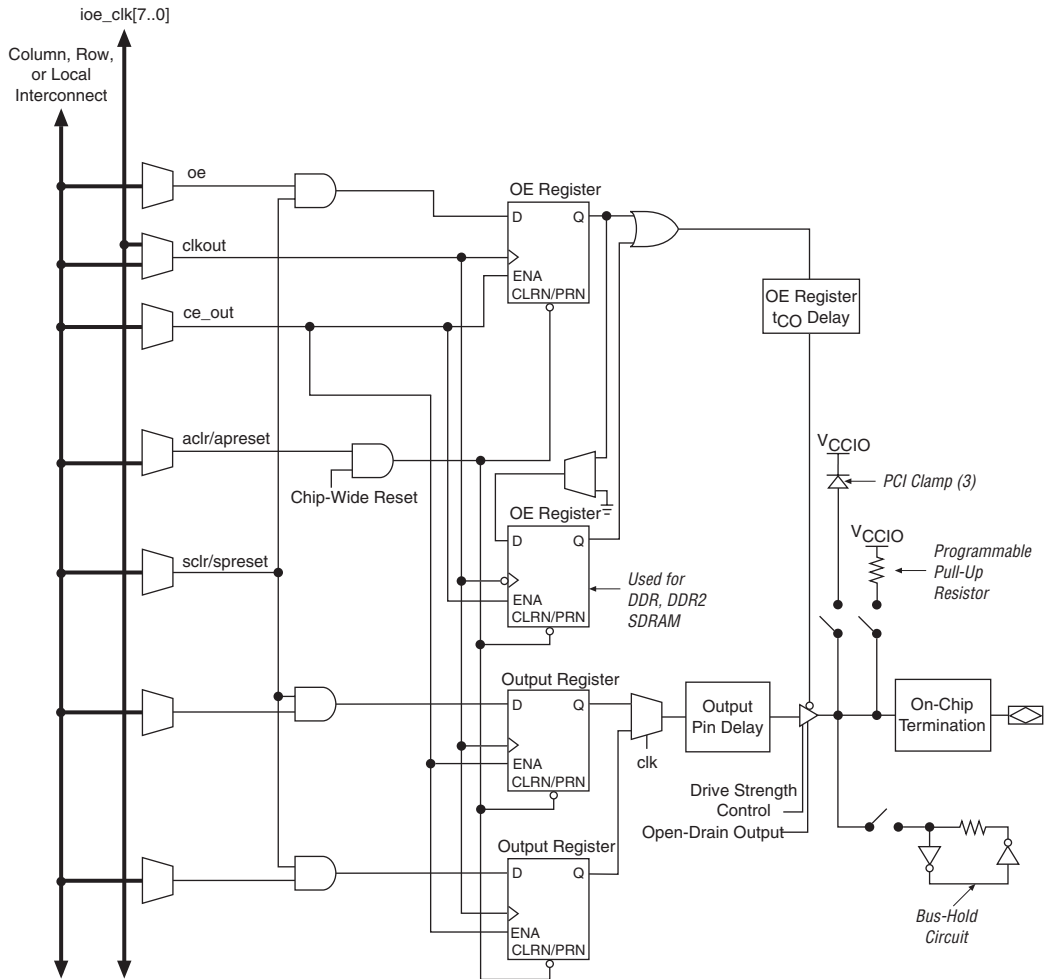 ioe_clk[7..0]
Column, Row,
or Local
Interconnect
oe
OE Register
D
Q
clkout
ENA
CLRN/PRN
OE Register
tCO Delay
ce_out
aclr/apreset
Chip-Wide Reset
VCCIO
PCI Clamp (3)
OE Register
D
Q
VCCIO
Programmable
Pull-Up
Resistor
sclr/spreset
ENA
CLRN/PRN
Used for
DDR, DDR2
SDRAM
Output Register
D
Q
ENA
CLRN/PRN
clk
Output
Pin Delay
On-Chip
Termination
Drive Strength
Control
Open-Drain Output
Output Register
D
Q
ENA
CLRN/PRN
Bus-Hold
Circuit